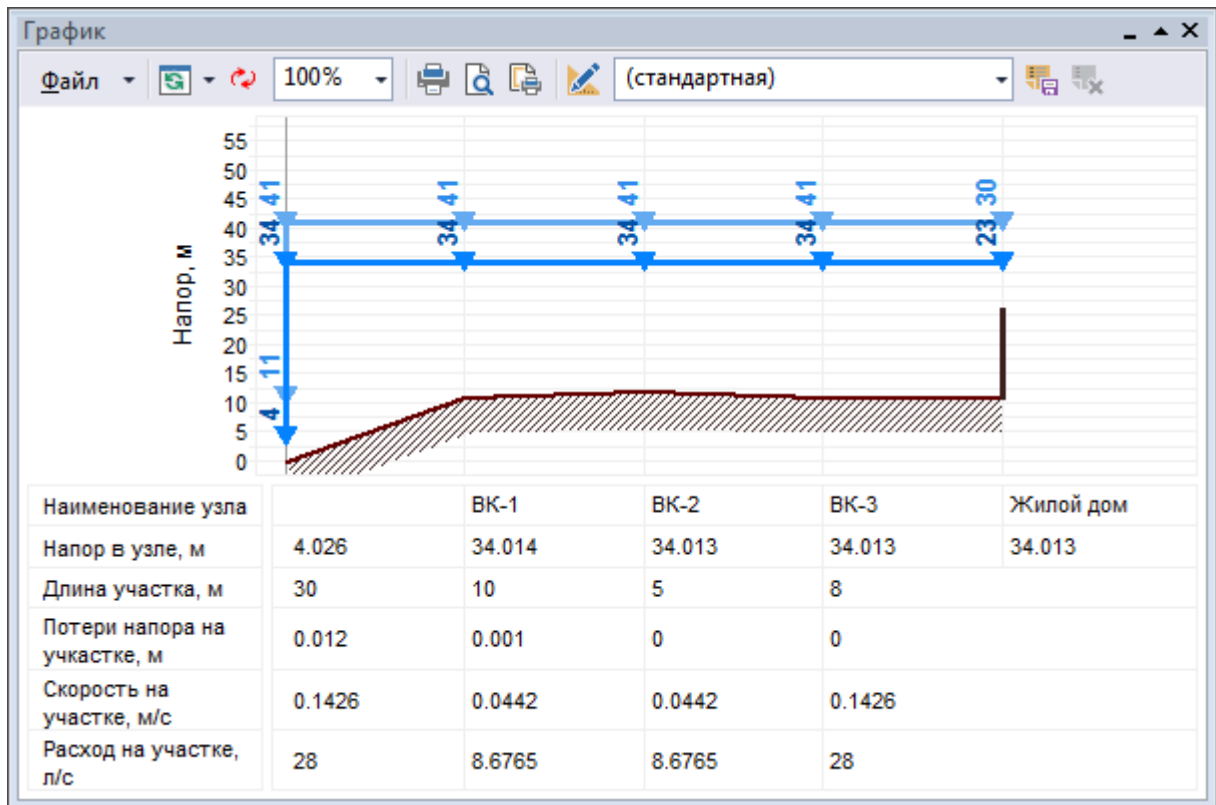 График
Файл 100% (стандартная)
Напор, м
55
50
45
40
35
30
25
20
15
10
5
0
41 41 41 41 30
34 34 34 34 23
11
4
Наименование узла ВК-1 ВК-2 ВК-3 Жилой дом
Напор в узле, м 4.026 34.014 34.013 34.013 34.013
Длина участка, м 30 10 5 8
Потери напора на
учкастке, м 0.012 0.001 0 0
Скорость на
участке, м/с 0.1426 0.0442 0.0442 0.1426
Расход на участке,
л/с 28 8.6765 8.6765 28